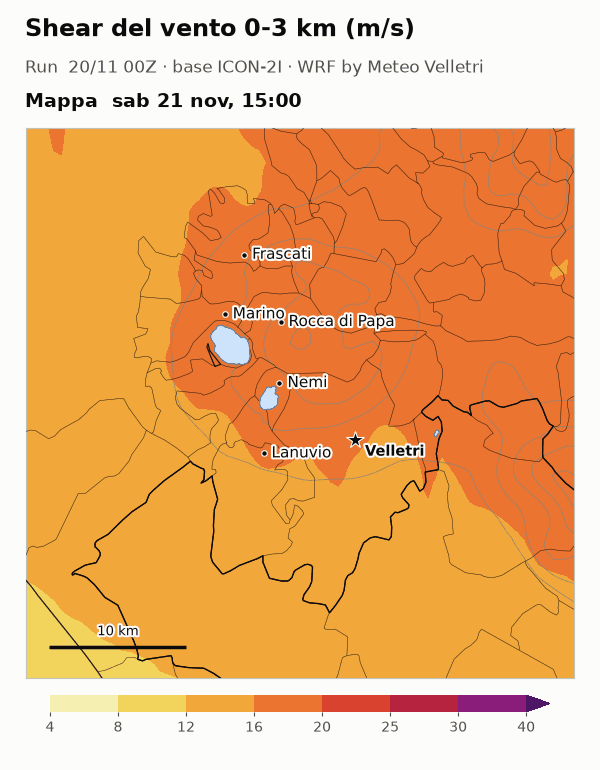 Shear del vento 0-3 km (m/s)
Run 20/11 00Z · base ICON-2I · WRF by Meteo Velletri
Mappa sab 21 nov, 15:00
Frascati
Marino
Rocca di Papa
Nemi
Velletri
Lanuvio
10 km
4 8 12 16 20 25 30 40